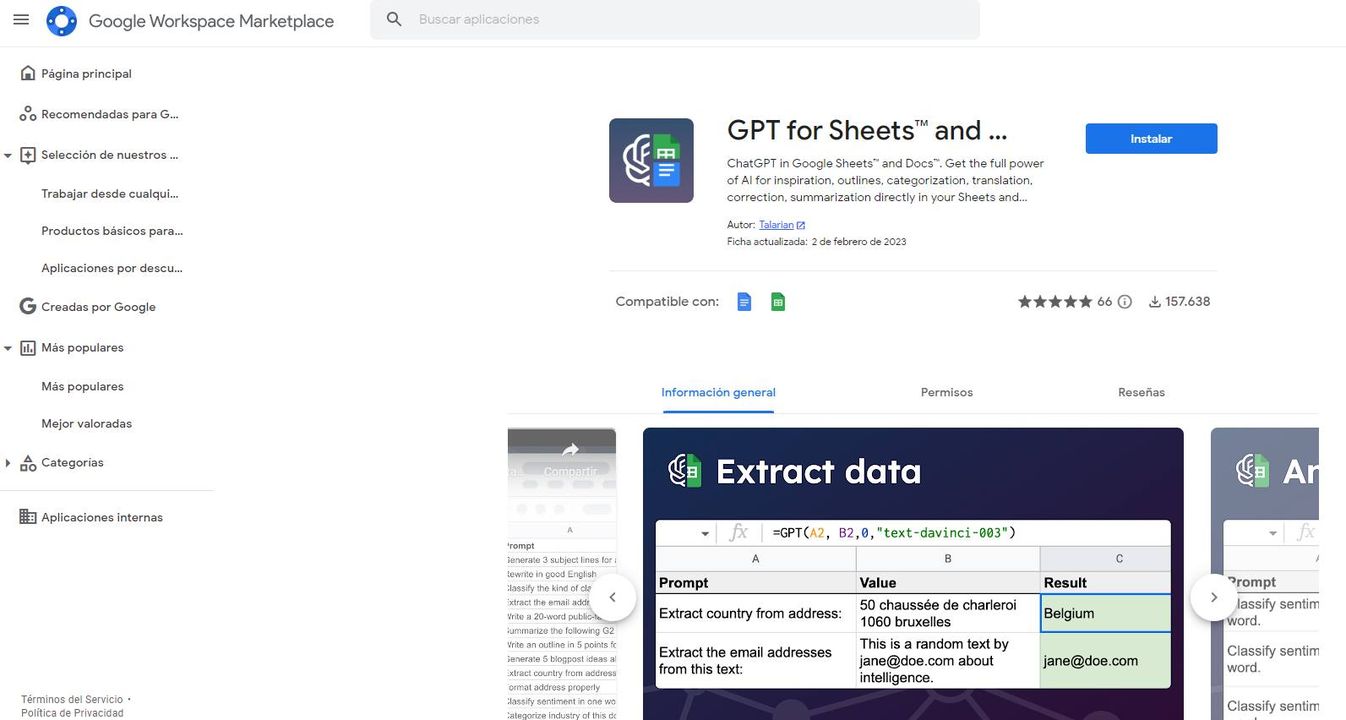 Google Workspace Marketplace
Buscar aplicaciones
Página principal
Recomendadas para G...
Selección de nuestros ...
Trabajar desde cualqui...
Productos básicos para...
Aplicaciones por descu...
Creadas por Google
Más populares
Más populares
Mejor valoradas
Categorías
Aplicaciones internas
Términos del Servicio •
Política de Privacidad
GPT for Sheets™ and ...
Instalar
ChatGPT in Google Sheets™ and Docs™. Get the full power
of AI for inspiration, outlines, categorization, translation,
correction, summarization directly in your Sheets and...
Autor: Talarian
Ficha actualizada: 2 de febrero de 2023
Compatible con:
66
157.638
Información general
Permisos
Reseñas
Compartir
A
Prompt
Generate 3 subject lines for
Rewrite in good English
Classify the kind of
Extract the email
Write a 20-word
Summarize the following G2
Write an outline in 5 points
Generate 5 blogpost ideas
Extract country from address
Format address properly
Classify sentiment in one
Categorize industry of this
Extract data
fx
=GPT(A2, B2,0,"text-davinci-003")
A B C
Prompt Value Result
Extract country from address: 50 chaussée de charleroi Belgium
1060 bruxelles
Extract the email addresses This is a random text by jane@doe.com
from this text: jane@doe.com about
intelligence.
An
fx
Prompt
Classify sentim
word.
Classify sentim
word.
Classify sentim